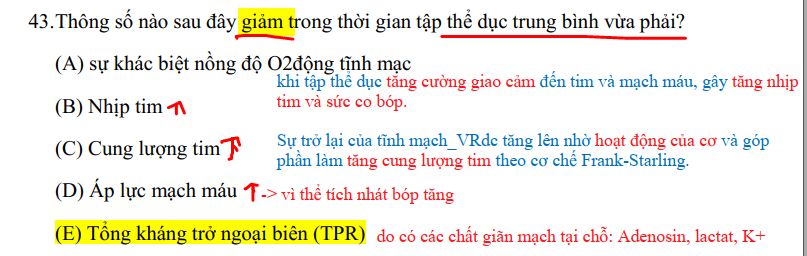 43.Thông số nào sau đây giảm trong thời gian tập thể dục trung bình vừa phải?
(A) sự khác biệt nồng độ O2động tĩnh mạc
khi tập thể dục tăng cường giao cảm đến tim và mạch máu, gây tăng nhịp
tim và sức co bóp.
(B) Nhịp tim
(C) Cung lượng tim
Sự trở lại của tĩnh mạch_VRdc tăng lên nhờ hoạt động của cơ và góp
phần làm tăng cung lượng tim theo cơ chế Frank-Starling.
(D) Áp lực mạch máu -> vì thể tích nhát bóp tăng
(E) Tổng kháng trở ngoại biên (TPR) do có các chất giãn mạch tại chỗ: Adenosin, lactat, K+